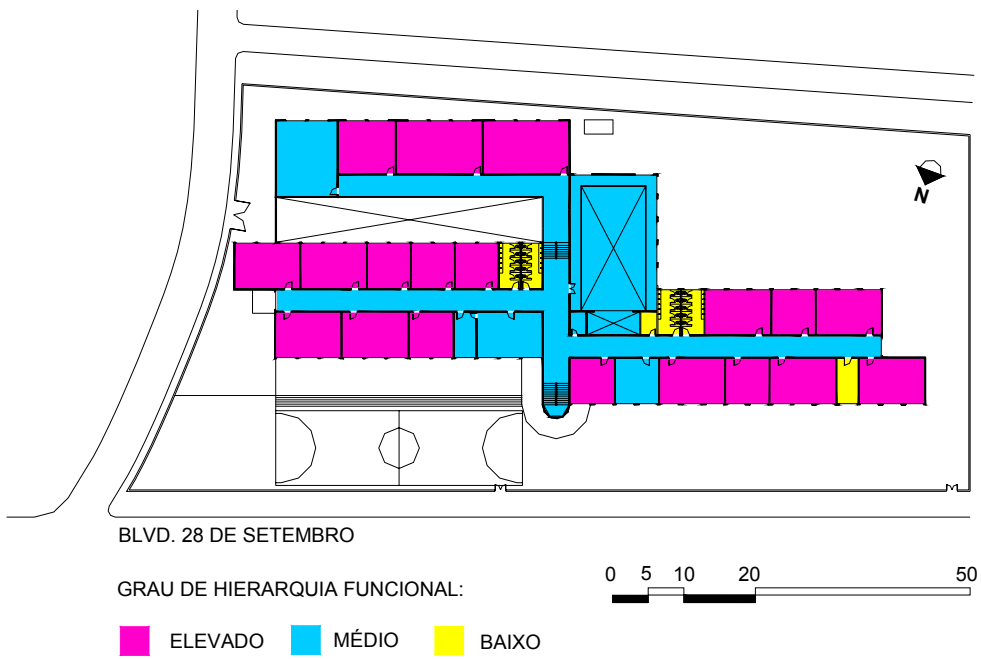 N
BLVD. 28 DE SETEMBRO
GRAU DE HIERARQUIA FUNCIONAL:
0 5 10 20 50
ELEVADO MÉDIO BAIXO